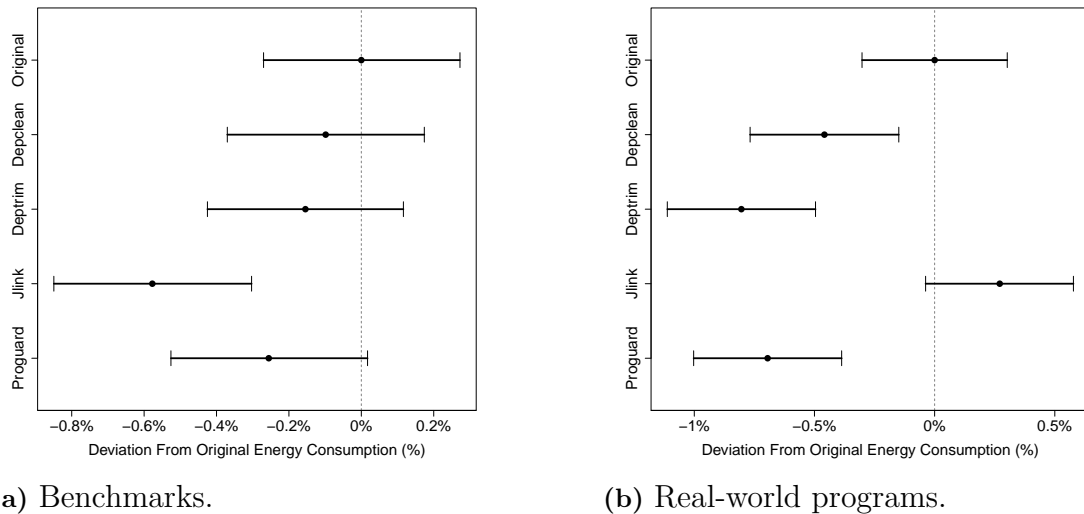 Original
Depclean
Deptrim
Jlink
Proguard
−0.8% −0.6% −0.4% −0.2% 0% 0.2%
Deviation From Original Energy Consumption (%)
a) Benchmarks.
Original
Depclean
Deptrim
Jlink
Proguard
−1% −0.5% 0% 0.5%
Deviation From Original Energy Consumption (%)
(b) Real-world programs.